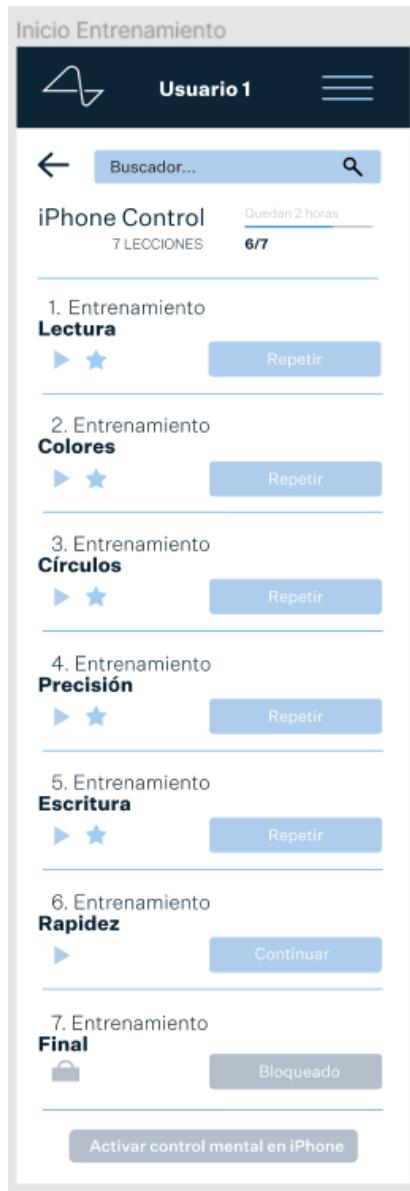 Inicio Entrenamiento
Usuario 1
Buscador...
iPhone Control
Quedan 2 horas
7 LECCIONES
6/7
1. Entrenamiento
Lectura
Repetir
2. Entrenamiento
Colores
Repetir
3. Entrenamiento
Círculos
Repetir
4. Entrenamiento
Precisión
Repetir
5. Entrenamiento
Escritura
Repetir
6. Entrenamiento
Rapidez
Continuar
7. Entrenamiento
Final
Bloqueado
Activar control mental en iPhone